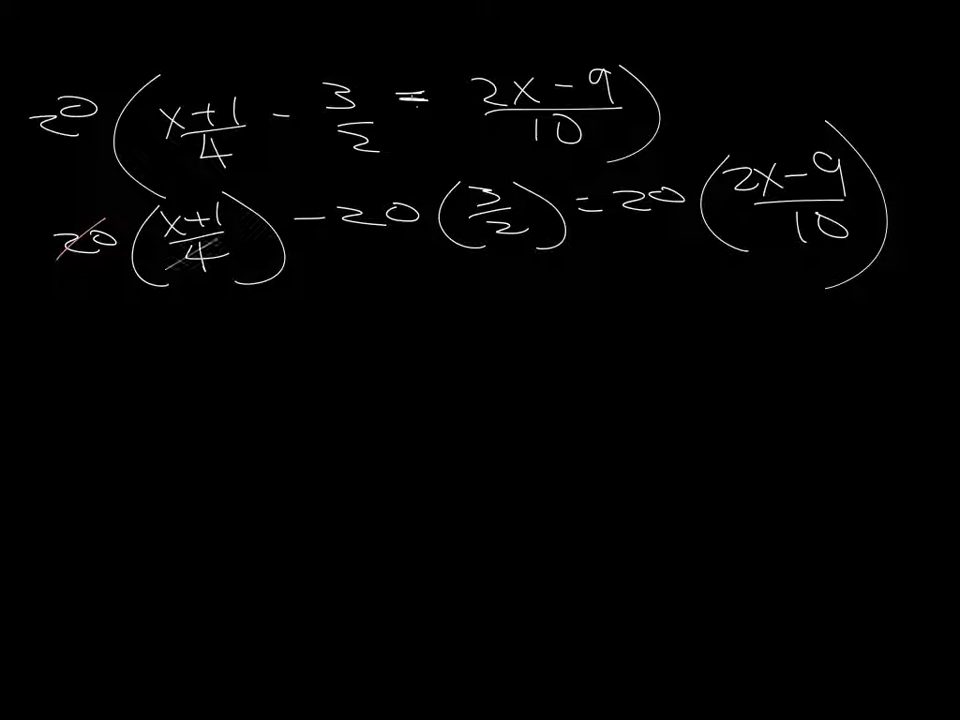 20 ( (x+1)/4 - 3/2 = (2x-9)/10 )
20 ( (x+1)/4 ) - 20 ( 3/2 ) = 20 ( (2x-9)/10 )